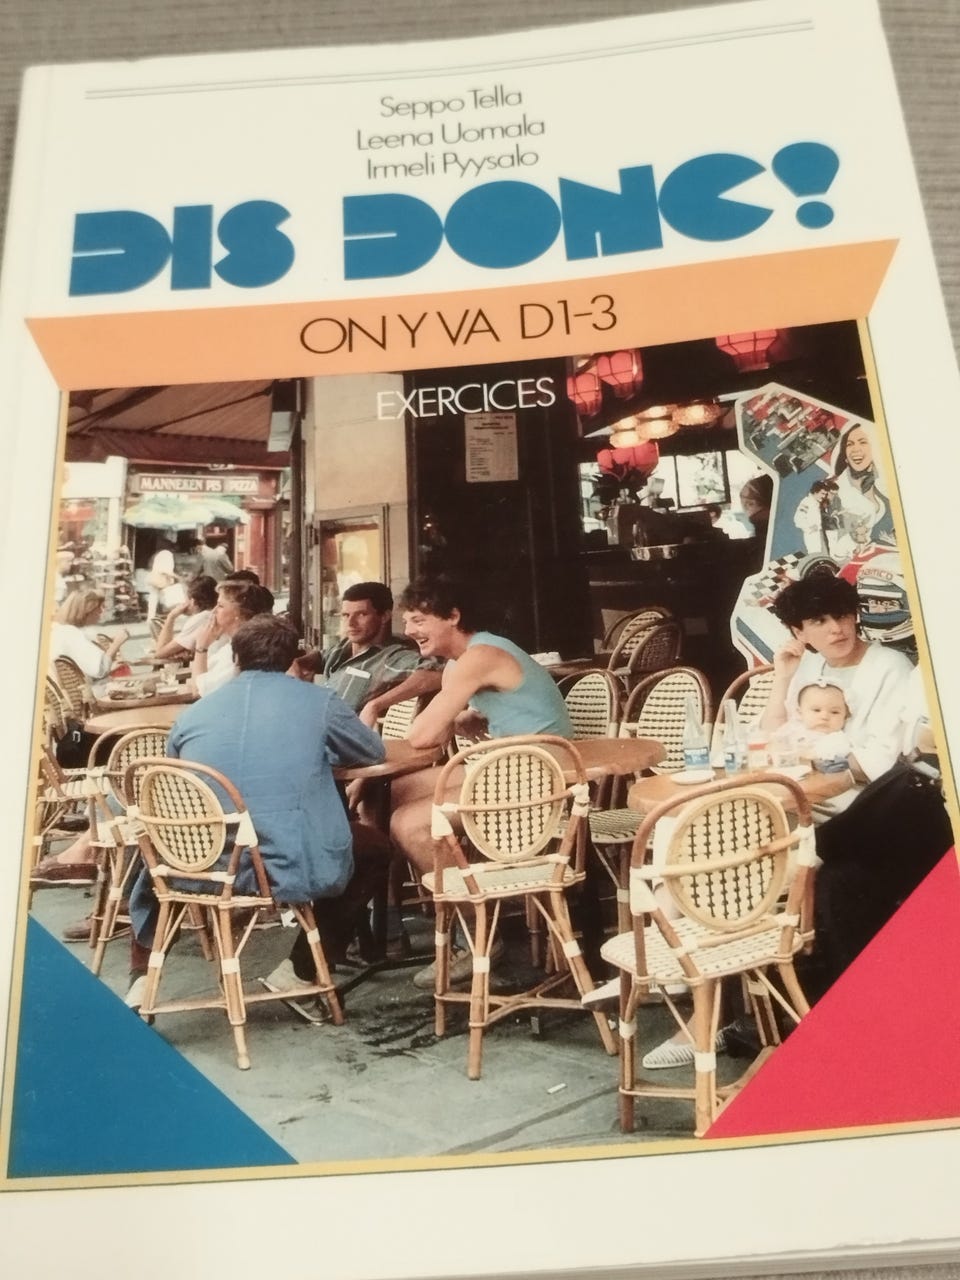 Seppo Tella
Leena Uomala
Irmeli Pyysalo
DIS DONC!
ON Y VA D1-3
EXERCICES
MANNEKEN PIS PIZZA